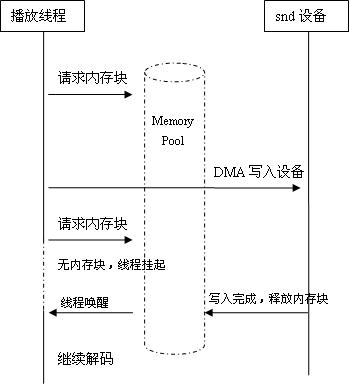 播放线程
snd 设备
请求内存块
Memory
Pool
DMA 写入设备
请求内存块
无内存块，线程挂起
线程唤醒
写入完成，释放内存块
继续解码